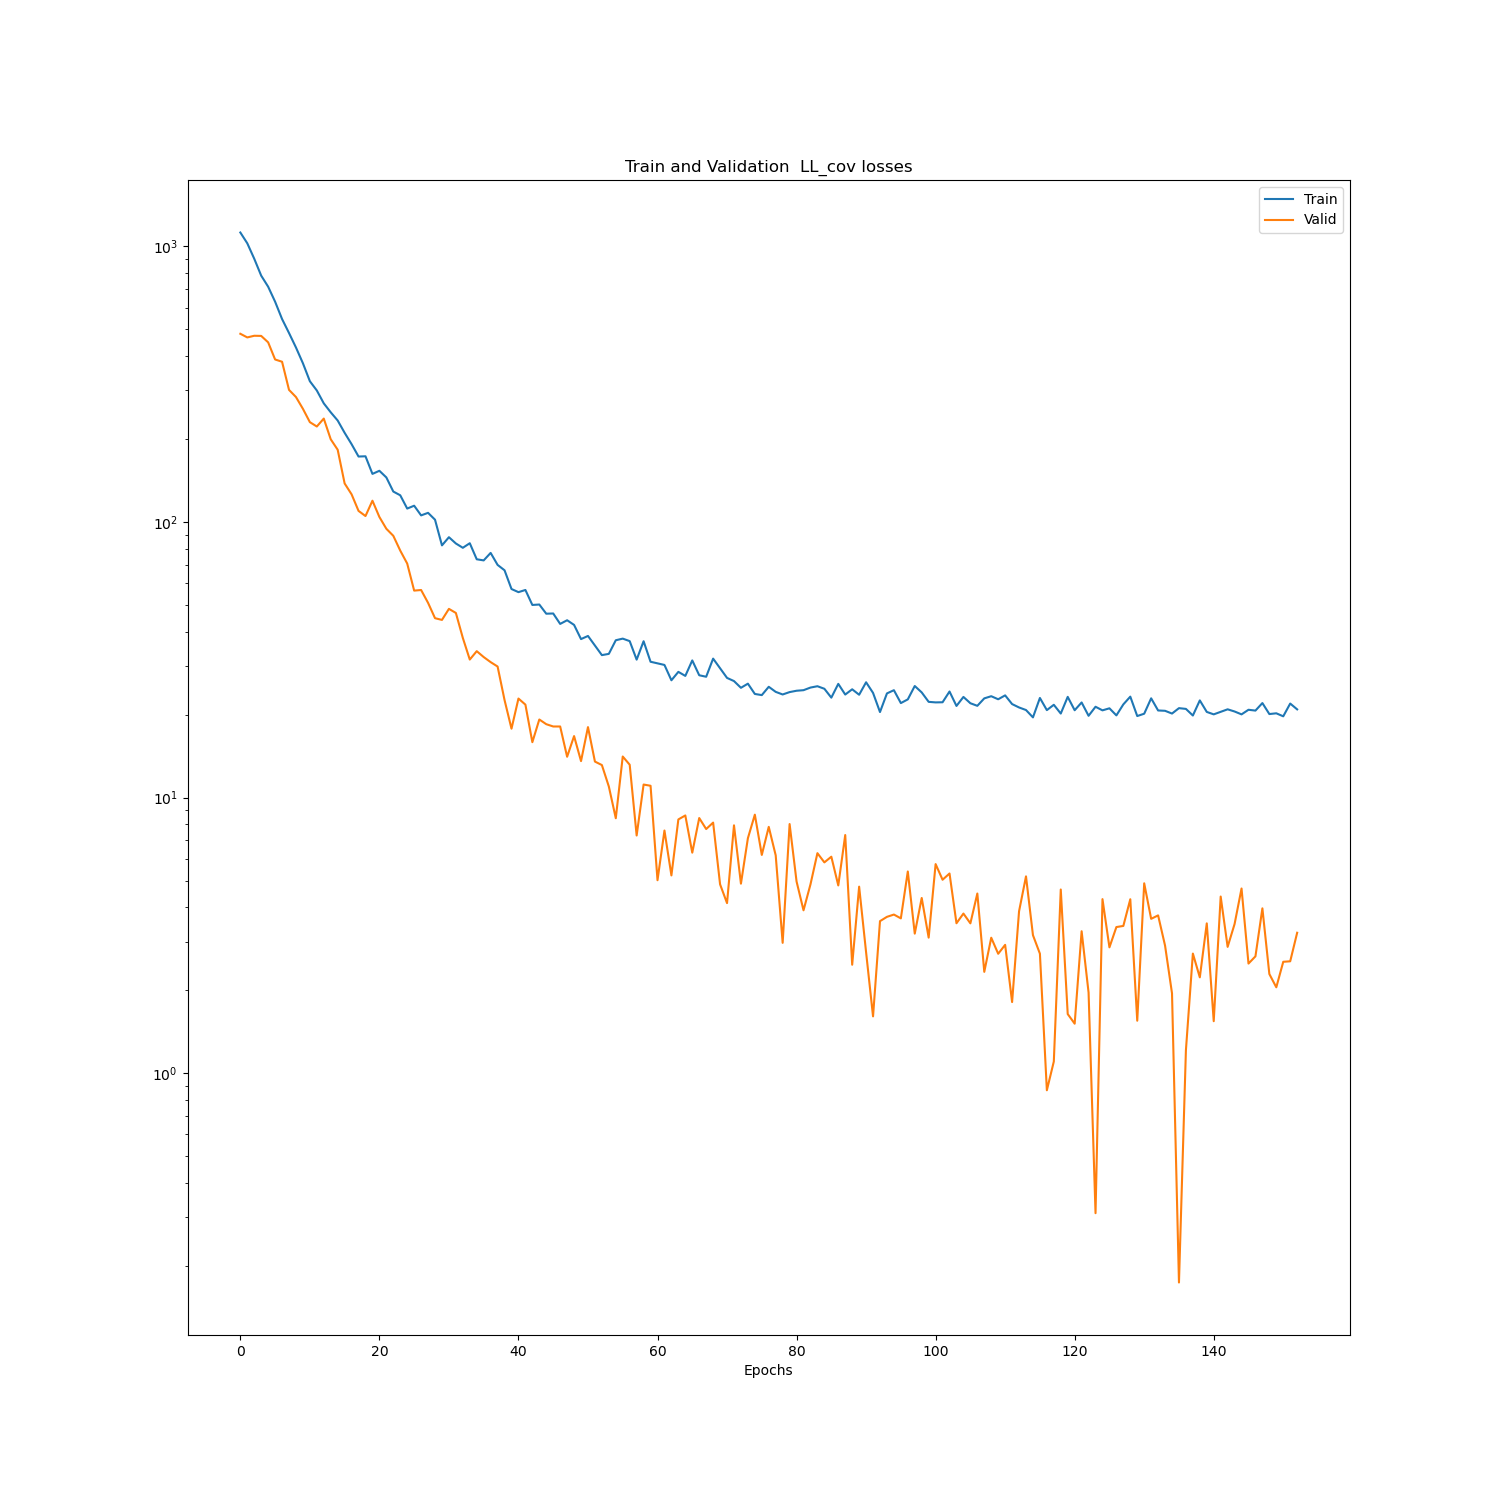 Train and Validation  LL_cov losses
Train
Valid
10³
10²
10¹
10⁰
0 20 40 60 80 100 120 140
Epochs